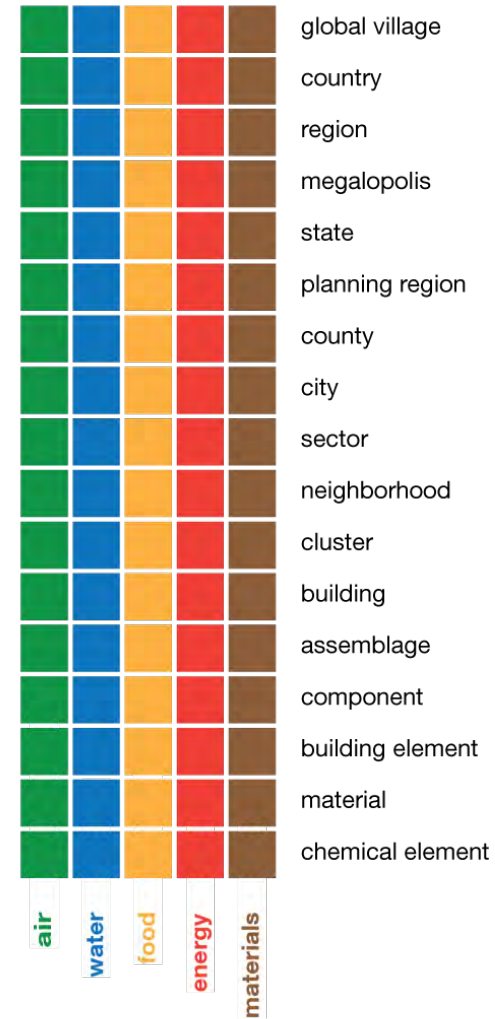 global village
country
region
megalopolis
state
planning region
county
city
sector
neighborhood
cluster
building
assemblage
component
building element
material
chemical element
air
water
food
energy
materials